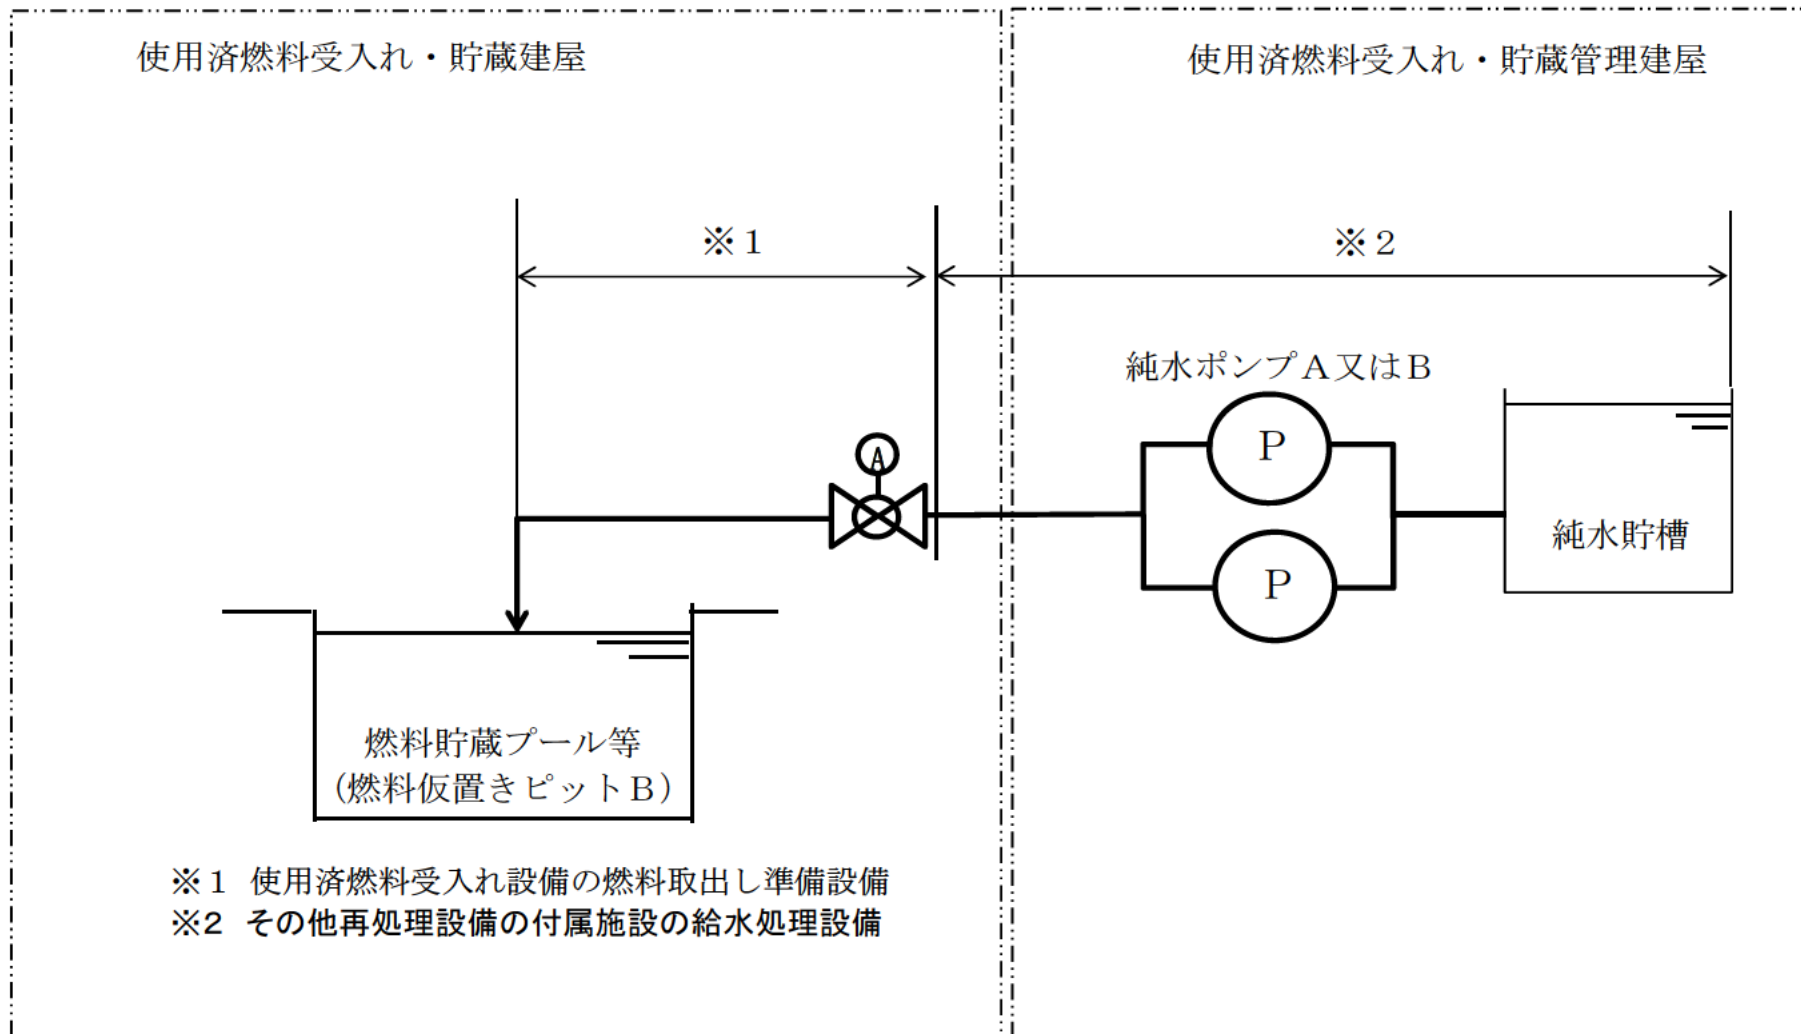 使用済燃料受入れ・貯蔵建屋
使用済燃料受入れ・貯蔵管理建屋
※１
※２
純水ポンプＡ又はＢ
P
A
純水貯槽
P
燃料貯蔵プール等
（燃料仮置きピットＢ）
※１ 使用済燃料受入れ設備の燃料取出し準備設備
※２ その他再処理設備の付属施設の給水処理設備